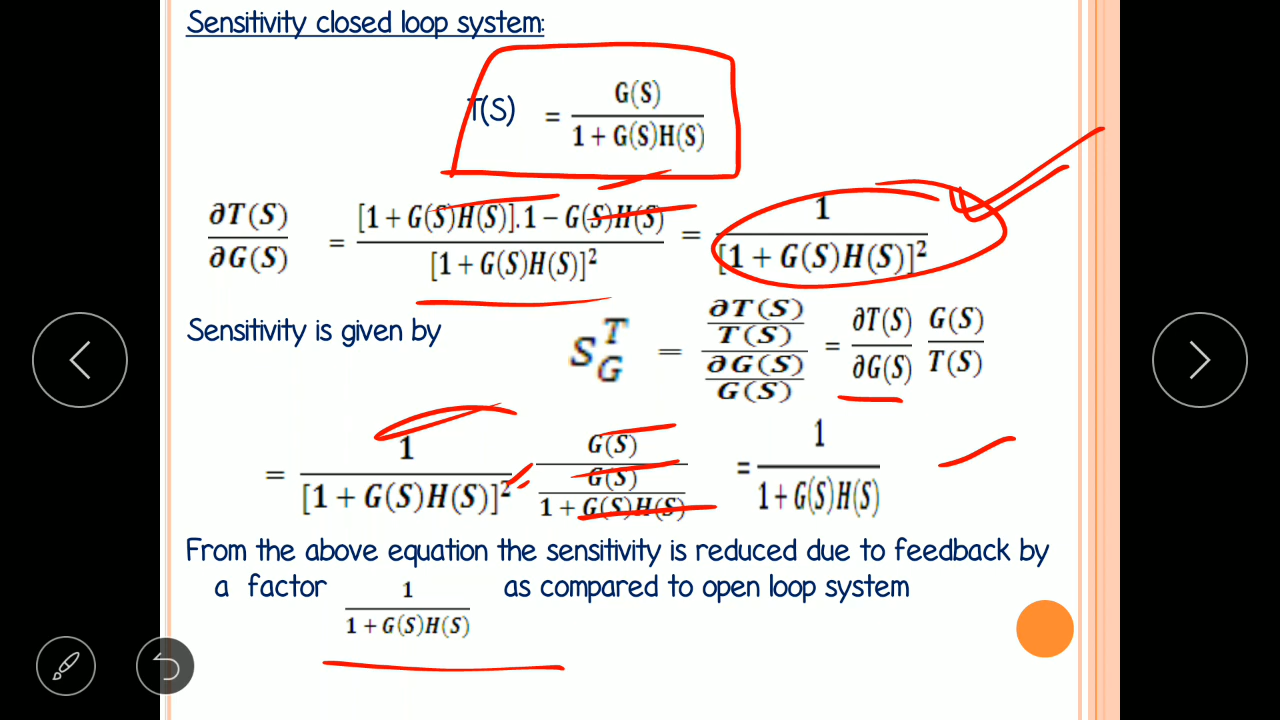 Sensitivity closed loop system:
T(S) = G(S) / 1 + G(S)H(S)
∂T(S) / ∂G(S) = [1 + G(S)H(S)].1 − G(S)H(S) / [1 + G(S)H(S)]² = 1 / [1 + G(S)H(S)]²
Sensitivity is given by S_G^T = ∂T(S) / T(S) / ∂G(S) / G(S) = ∂T(S) / ∂G(S) G(S) / T(S)
= 1 / [1 + G(S)H(S)]² G(S) / G(S) / 1 + G(S)H(S) = 1 / 1 + G(S)H(S)
From the above equation the sensitivity is reduced due to feedback by
a factor 1 / 1 + G(S)H(S) as compared to open loop system